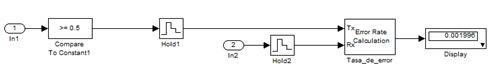 1
In1
>= 0.5
Compare
To Constant1
Hold1
2
In2
Hold2
Tx
Rx
Error Rate
Calculation
Tasa_de_error
0.001996
Display